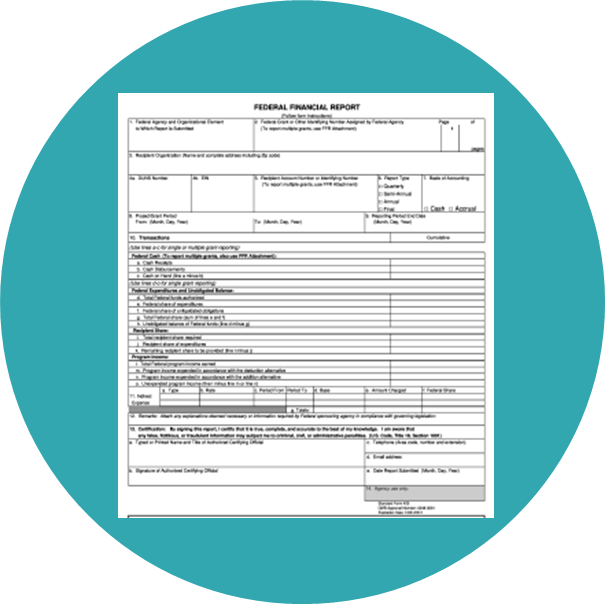 FEDERAL FINANCIAL REPORT
(Follow form instructions)
1. Federal Agency and Organizational Element
to Which Report is Submitted
2. Federal Grant or Other Identifying Number Assigned by Federal Agency
(To report multiple grants, use FFR Attachment)
Page of
1
pages
3. Recipient Organization (Name and complete address including Zip code)
4a. DUNS Number
4b. EIN
5. Recipient Account Number or Identifying Number
(To report multiple grants, use FFR Attachment)
6. Report Type
□ Quarterly
□ Semi-Annual
□ Annual
□ Final
7. Basis of Accounting
□ Cash □ Accrual
8. Project/Grant Period
From: (Month, Day, Year)
To: (Month, Day, Year)
9. Reporting Period End Date
(Month, Day, Year)
10. Transactions
Cumulative
(Use lines a-c for single or multiple grant reporting)
Federal Cash (To report multiple grants, also use FFR Attachment):
a. Cash Receipts
b. Cash Disbursements
c. Cash on Hand (line a minus b)
(Use lines d-o for single grant reporting)
Federal Expenditures and Unobligated Balance:
d. Total Federal funds authorized
e. Federal share of expenditures
f. Federal share of unliquidated obligations
g. Total Federal share (sum of lines e and f)
h. Unobligated balance of Federal funds (line d minus g)
Recipient Share:
i. Total recipient share required
j. Recipient share of expenditures
k. Remaining recipient share to be provided (line i minus j)
Program Income:
l. Total Federal program income earned
m. Program income expended in accordance with the deduction alternative
n. Program income expended in accordance with the addition alternative
o. Unexpended program income (line l minus line m or line n)
11. Indirect
Expense
a. Type
b. Rate
c. Period From
Period To
d. Base
e. Amount Charged
f. Federal Share
g. Totals:
12. Remarks: Attach any explanations deemed necessary or information required by Federal sponsoring agency in compliance with governing legislation:
13. Certification: By signing this report, I certify that it is true, complete, and accurate to the best of my knowledge. I am aware that
any false, fictitious, or fraudulent information may subject me to criminal, civil, or administrative penalties. (U.S. Code, Title 18, Section 1001)
a. Typed or Printed Name and Title of Authorized Certifying Official
c. Telephone (Area code, number and extension)
d. Email address
b. Signature of Authorized Certifying Official
e. Date Report Submitted (Month, Day, Year)
14. Agency use only:
Standard Form 425